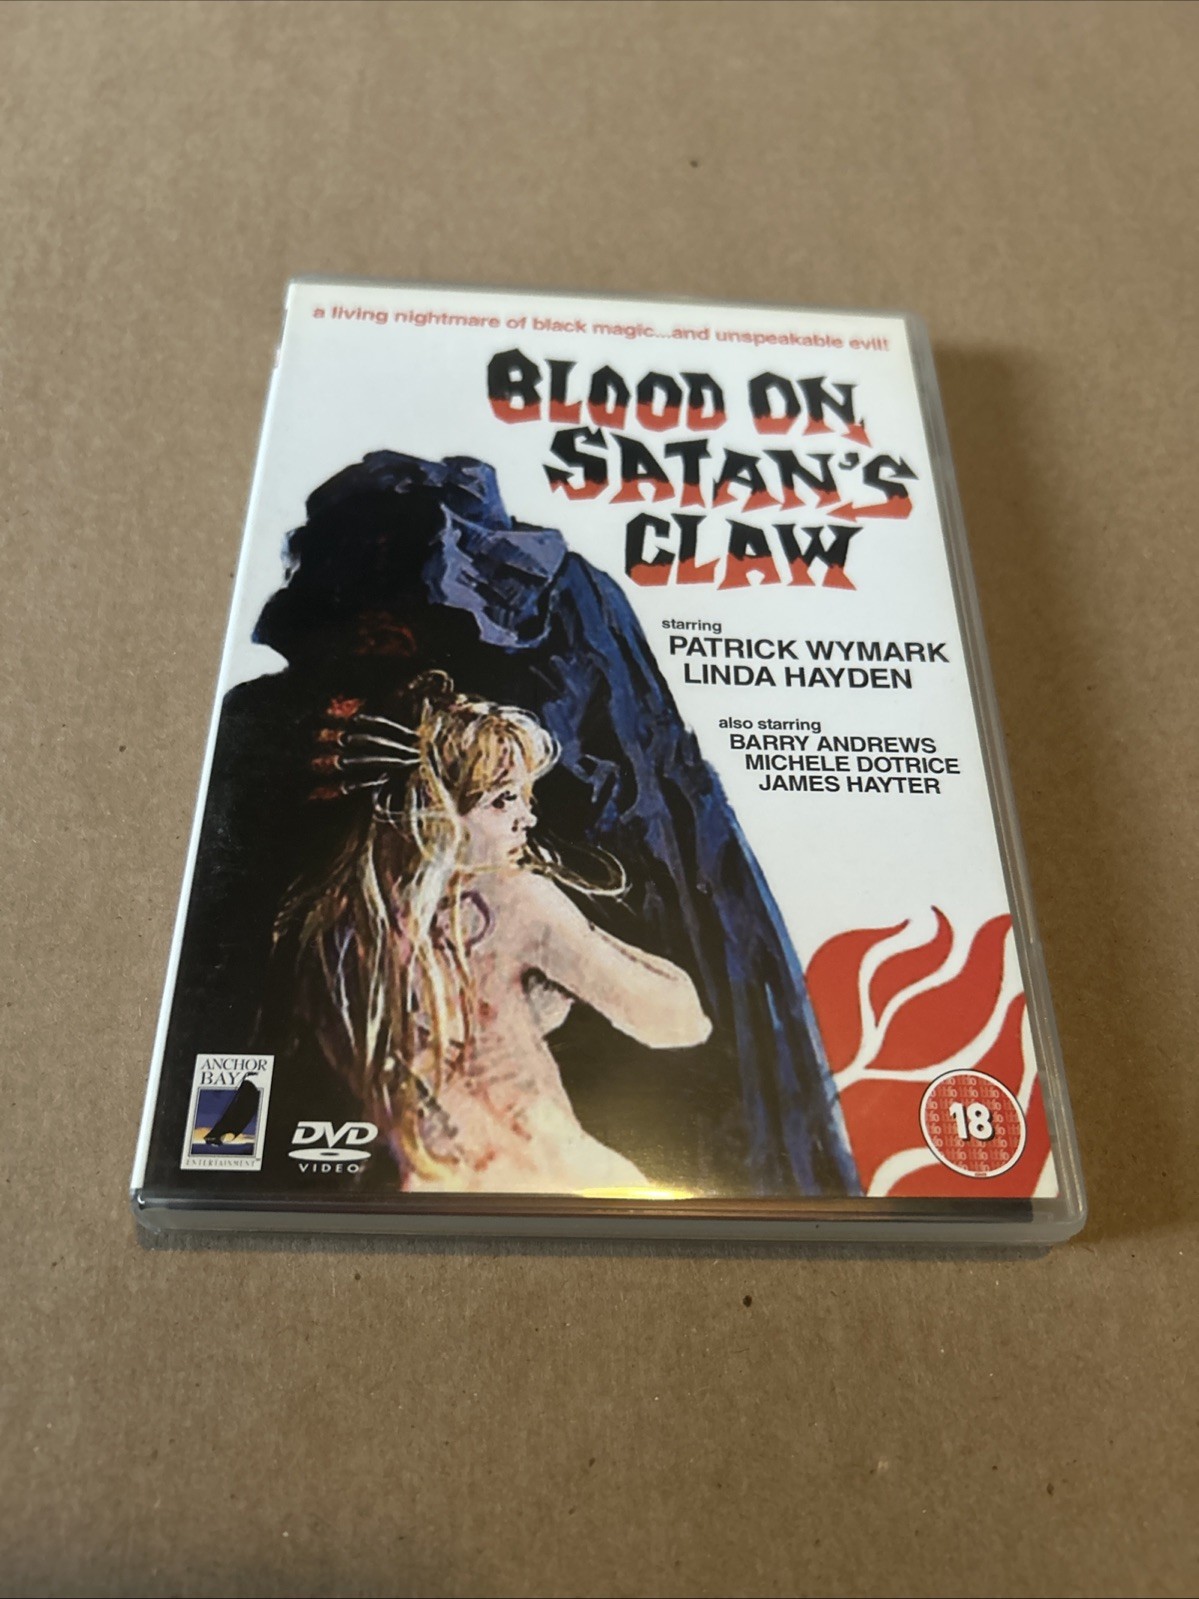 a living nightmare of black magic...and unspeakable evil!
BLOOD ON
SATAN'S
CLAW
starring
PATRICK WYMARK
LINDA HAYDEN
also starring
BARRY ANDREWS
MICHELE DOTRICE
JAMES HAYTER
ANCHOR
BAY
ENTERTAINMENT
DVD
VIDEO
18